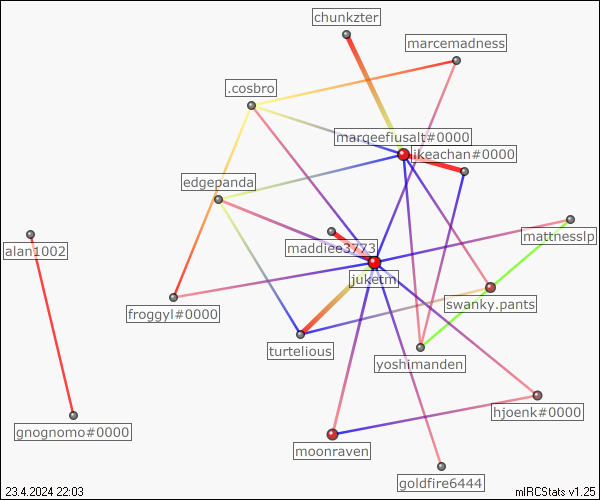 chunkzter
marcemadness
.cosbro
marqeefiusalt#0000
ikeachan#0000
edgepanda
mattnesslp
maddiee3773
alan1002
juketm
swanky.pants
froggyl#0000
turtelious
yoshimanden
hjoenk#0000
gnognomo#0000
moonraven
goldfire6444
23.4.2024 22:03
mIRCStats v1.25